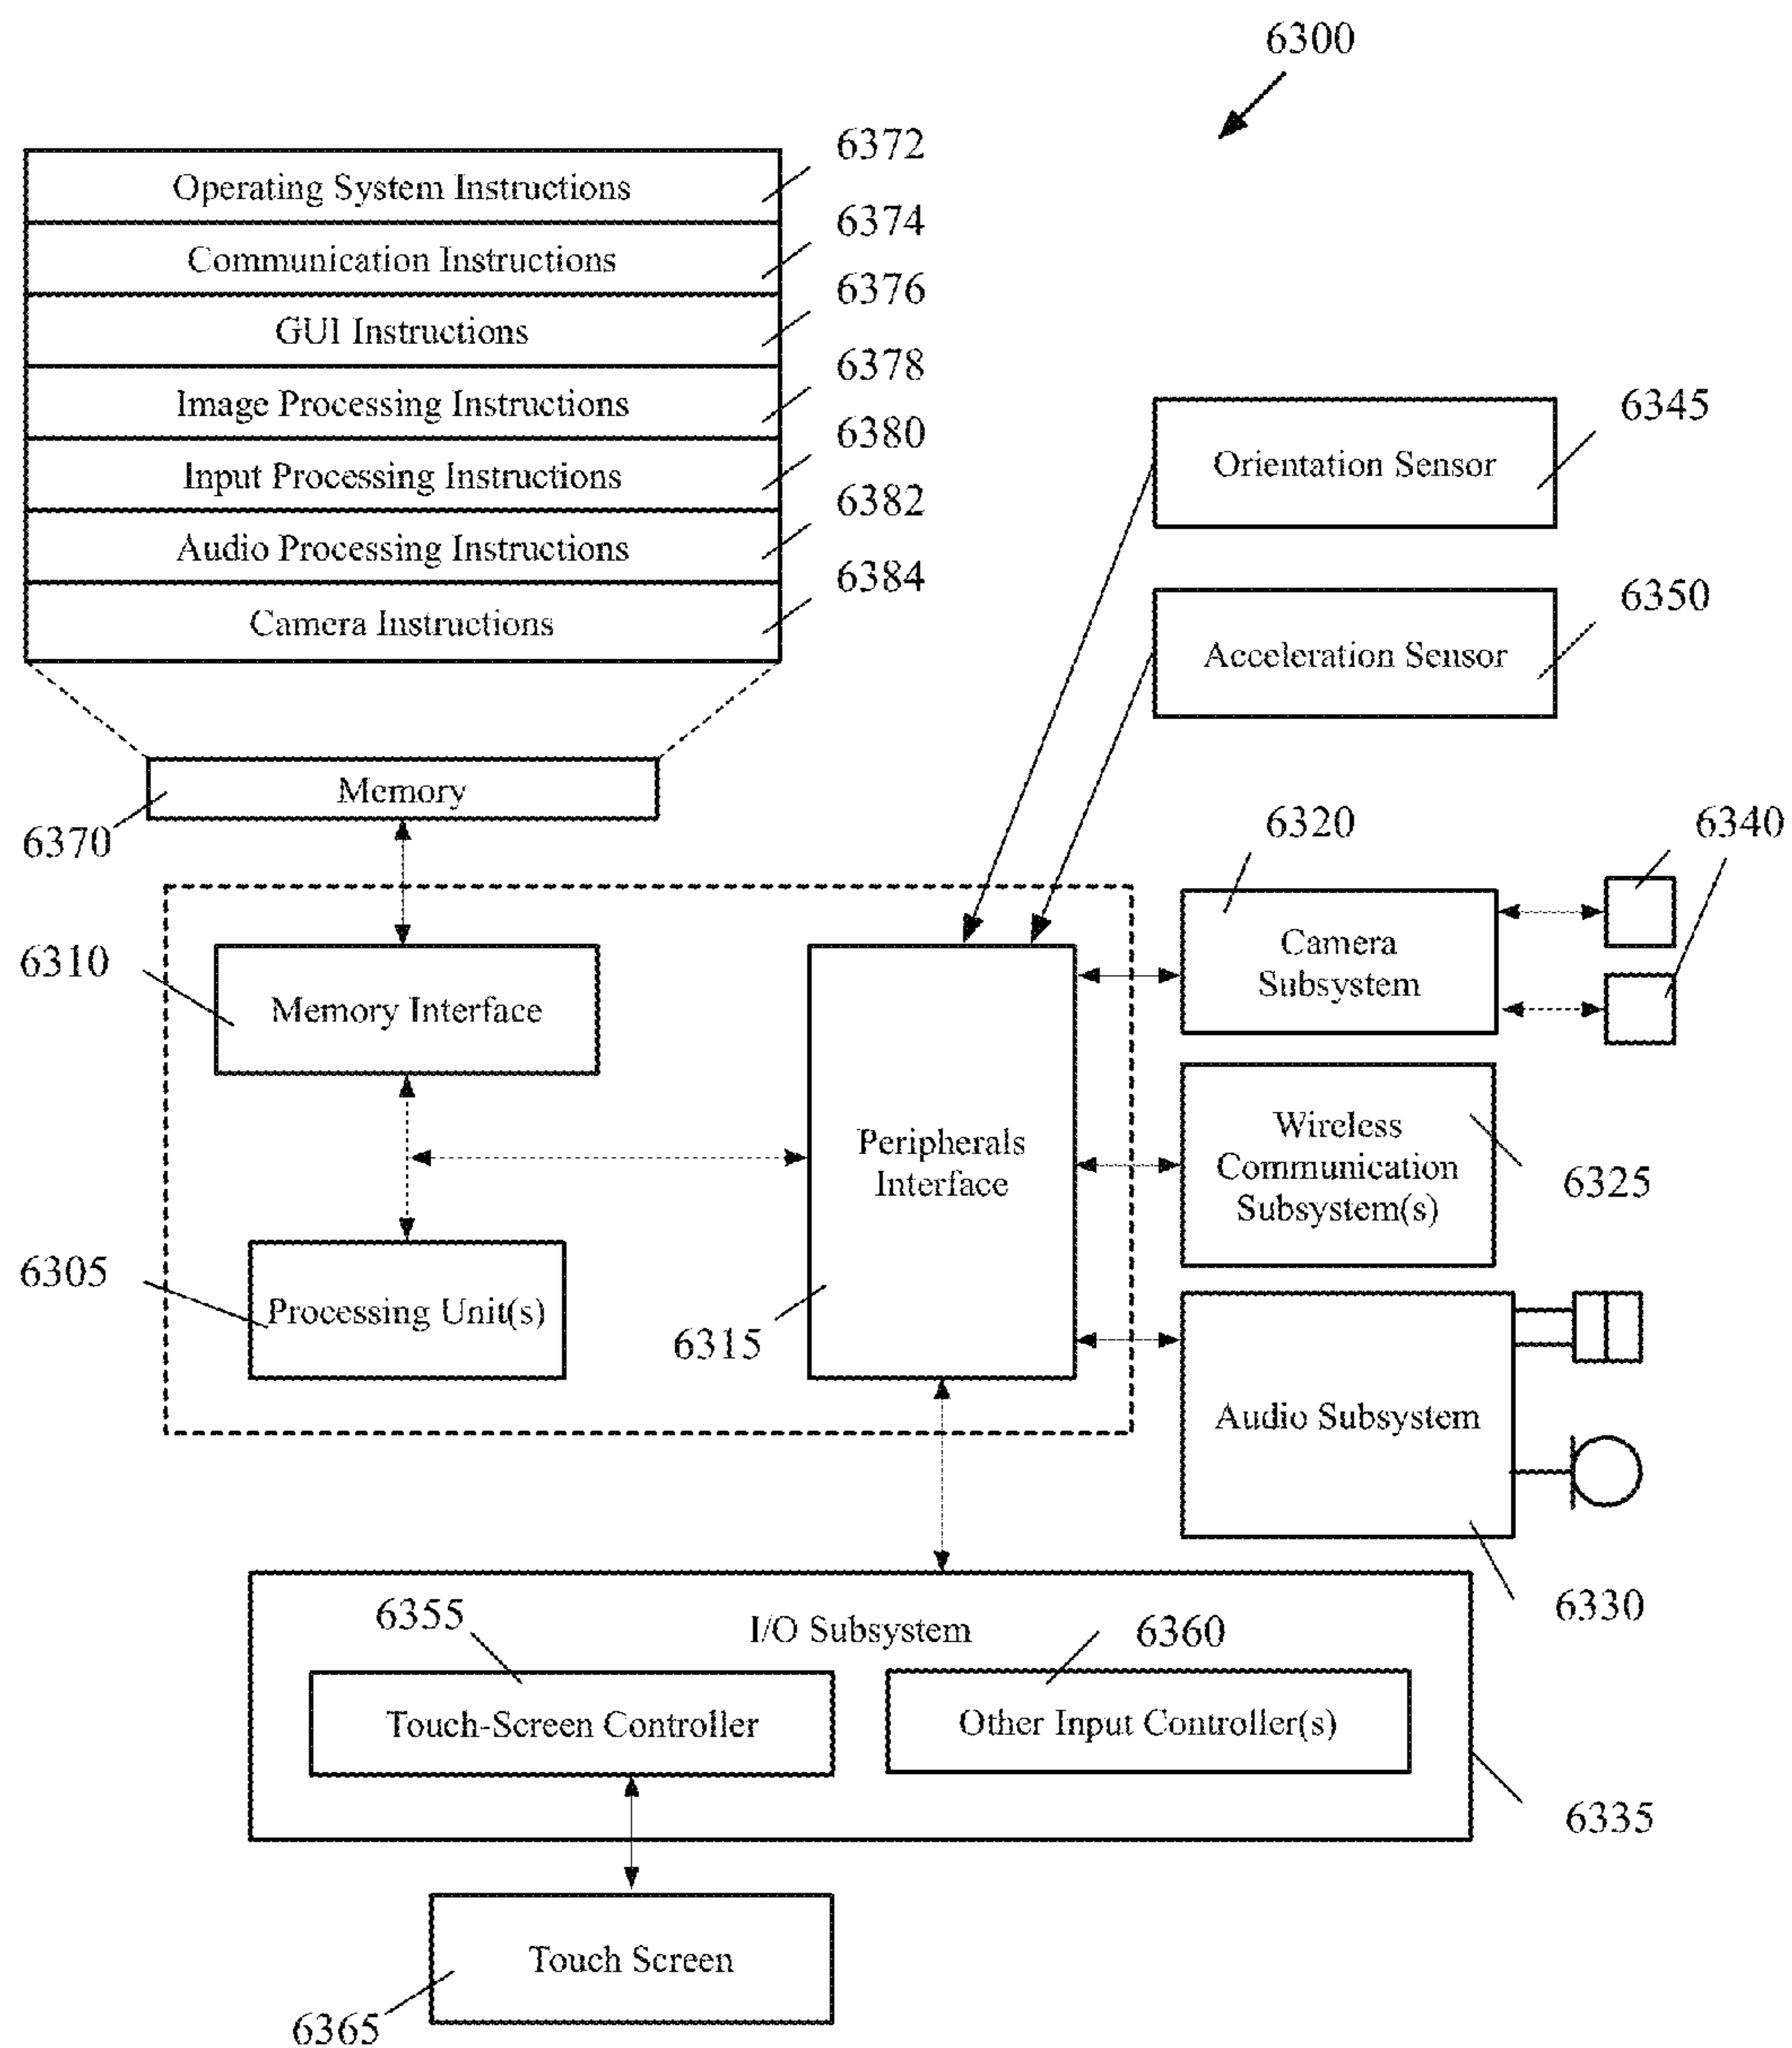 6300
6372
Operating System Instructions
6374
Communication Instructions
6376
GUI Instructions
6378
Image Processing Instructions
6380
Input Processing Instructions
6382
Audio Processing Instructions
6384
Camera Instructions
6345
Orientation Sensor
6350
Acceleration Sensor
Memory
6370
6320
6340
Camera
Subsystem
6310
Memory Interface
Peripherals
Interface
Wireless
Communication
Subsystem(s)
6325
6305
Processing Unit(s)
6315
Audio Subsystem
6330
6355
I/O Subsystem
6360
Touch-Screen Controller
Other Input Controller(s)
6335
Touch Screen
6365